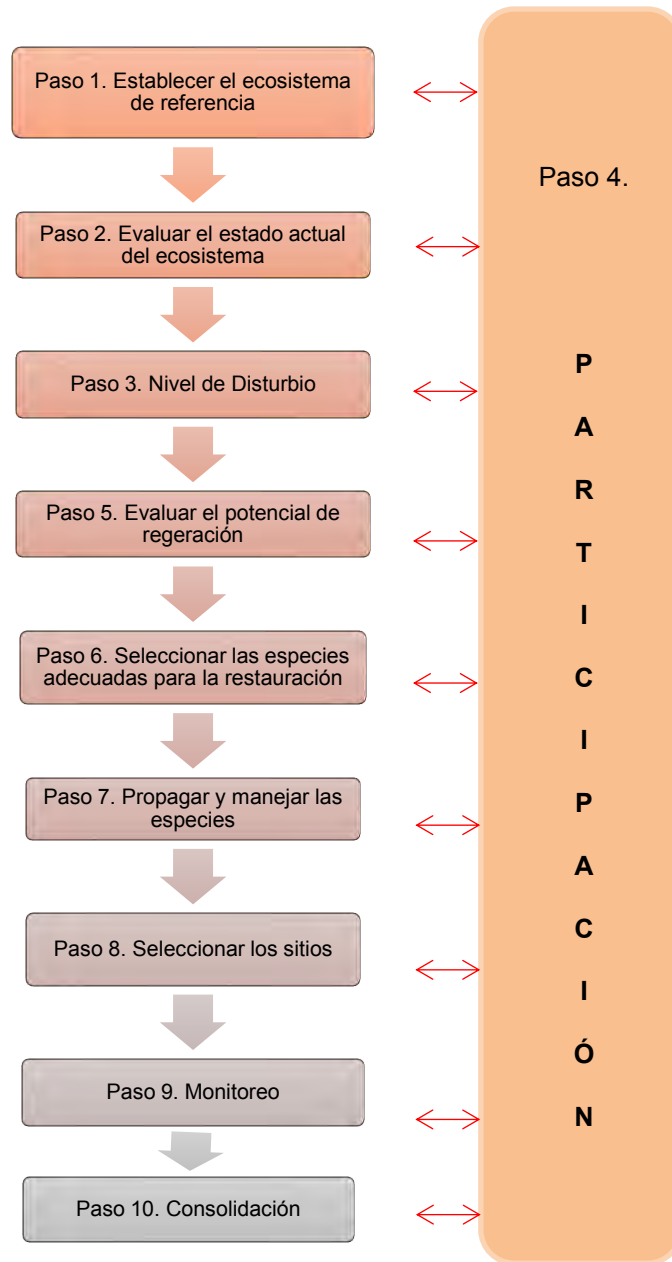 Paso 1. Establecer el ecosistema
de referencia
Paso 2. Evaluar el estado actual
del ecosistema
Paso 3. Nivel de Disturbio
Paso 5. Evaluar el potencial de
regeración
Paso 6. Seleccionar las especies
adecuadas para la restauración
Paso 7. Propagar y manejar las
especies
Paso 8. Seleccionar los sitios
Paso 9. Monitoreo
Paso 10. Consolidación
Paso 4.
P
A
R
T
I
C
I
P
A
C
I
Ó
N